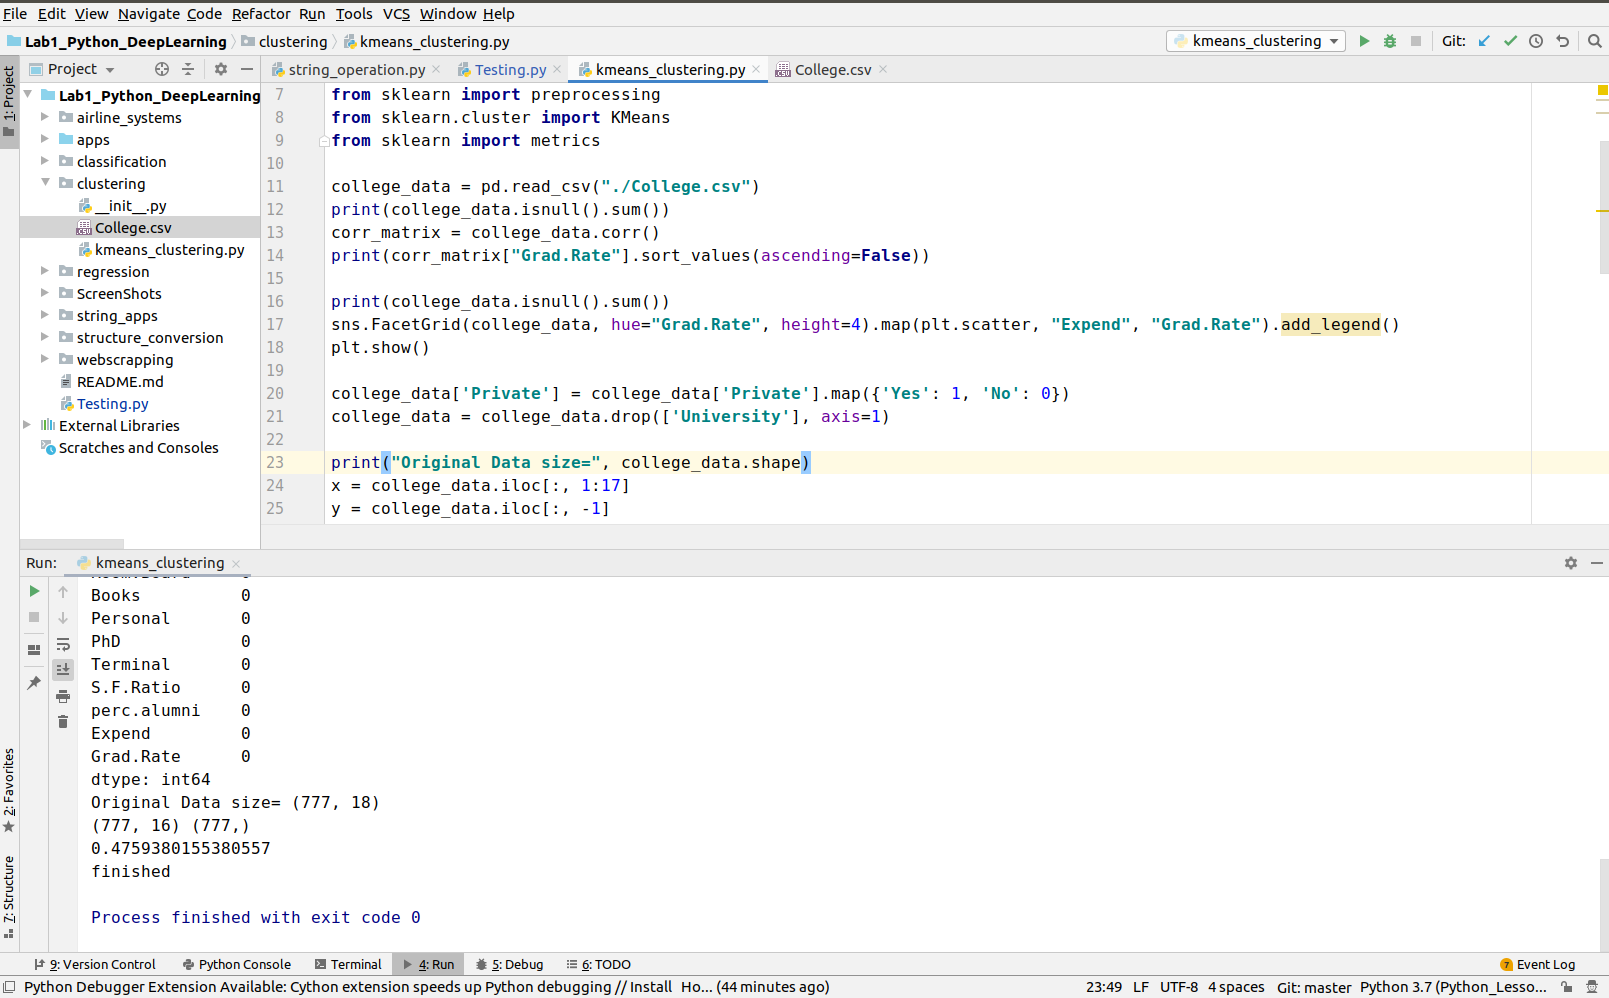 File Edit View Navigate Code Refactor Run Tools VCS Window Help
Lab1_Python_DeepLearning clustering kmeans_clustering.py kmeans_clustering Git:
1: Project
Project
string_operation.py Testing.py kmeans_clustering.py College.csv
Lab1_Python_DeepLearning
airline_systems
apps
classification
clustering
__init__.py
College.csv
kmeans_clustering.py
regression
ScreenShots
string_apps
structure_conversion
webscrapping
README.md
Testing.py
External Libraries
Scratches and Consoles
7 from sklearn import preprocessing
8 from sklearn.cluster import KMeans
9 from sklearn import metrics
10
11 college_data = pd.read_csv("./College.csv")
12 print(college_data.isnull().sum())
13 corr_matrix = college_data.corr()
14 print(corr_matrix["Grad.Rate"].sort_values(ascending=False))
15
16 print(college_data.isnull().sum())
17 sns.FacetGrid(college_data, hue="Grad.Rate", height=4).map(plt.scatter, "Expend", "Grad.Rate").add_legend()
18 plt.show()
19
20 college_data['Private'] = college_data['Private'].map({'Yes': 1, 'No': 0})
21 college_data = college_data.drop(['University'], axis=1)
22
23 print("Original Data size=", college_data.shape)
24 x = college_data.iloc[:, 1:17]
25 y = college_data.iloc[:, -1]
Run: kmeans_clustering
Books 0
Personal 0
PhD 0
Terminal 0
S.F.Ratio 0
perc.alumni 0
Expend 0
Grad.Rate 0
dtype: int64
Original Data size= (777, 18)
(777, 16) (777,)
0.4759380155380557
finished
Process finished with exit code 0
2: Favorites
7: Structure
9: Version Control Python Console Terminal 4: Run 5: Debug 6: TODO 7 Event Log
Python Debugger Extension Available: Cython extension speeds up Python debugging // Install Ho... (44 minutes ago) 23:49 LF UTF-8 4 spaces Git: master Python 3.7 (Python_Lesso...